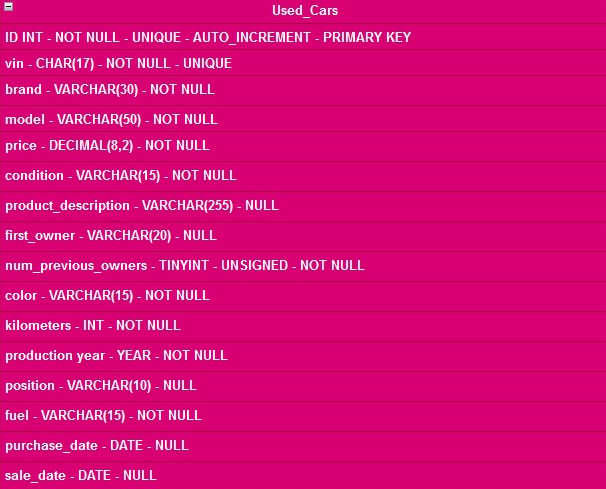 Used_Cars
ID INT - NOT NULL - UNIQUE - AUTO_INCREMENT - PRIMARY KEY
vin - CHAR(17) - NOT NULL - UNIQUE
brand - VARCHAR(30) - NOT NULL
model - VARCHAR(50) - NOT NULL
price - DECIMAL(8,2) - NOT NULL
condition - VARCHAR(15) - NOT NULL
product_description - VARCHAR(255) - NULL
first_owner - VARCHAR(20) - NULL
num_previous_owners - TINYINT - UNSIGNED - NOT NULL
color - VARCHAR(15) - NOT NULL
kilometers - INT - NOT NULL
production year - YEAR - NOT NULL
position - VARCHAR(10) - NULL
fuel - VARCHAR(15) - NOT NULL
purchase_date - DATE - NULL
sale_date - DATE - NULL